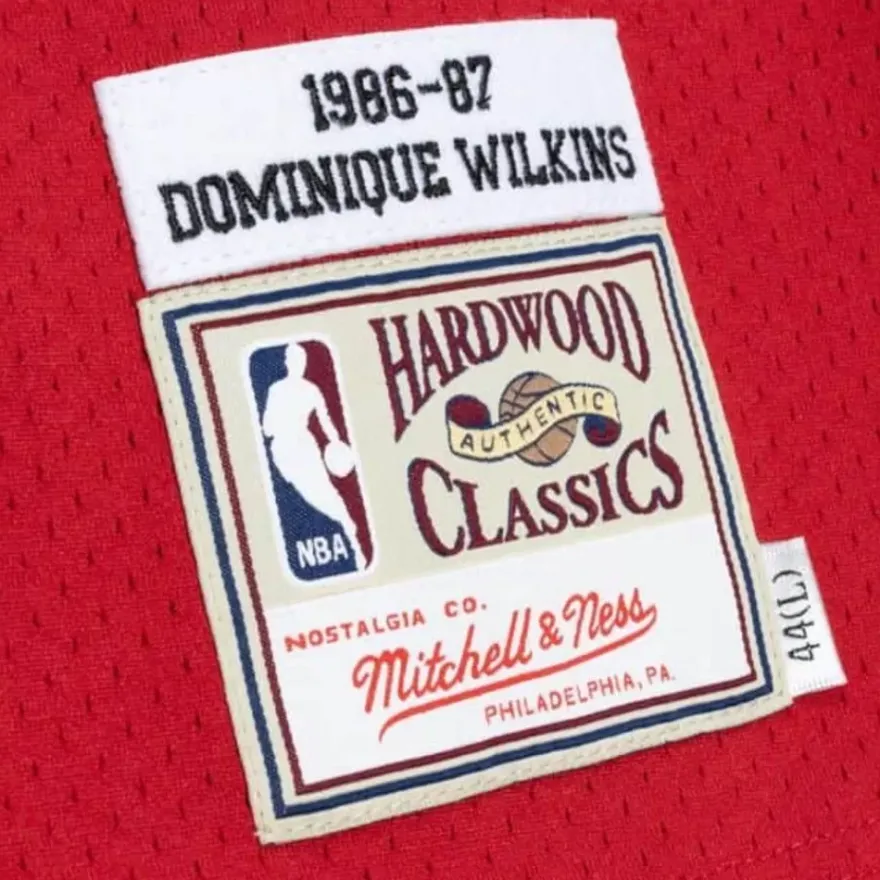 1986-87
DOMINIQUE WILKINS
HARDWOOD
AUTHENTIC
CLASSICS
NBA
NOSTALGIA CO.
Mitchell & Ness
PHILADELPHIA, PA.
44(L)